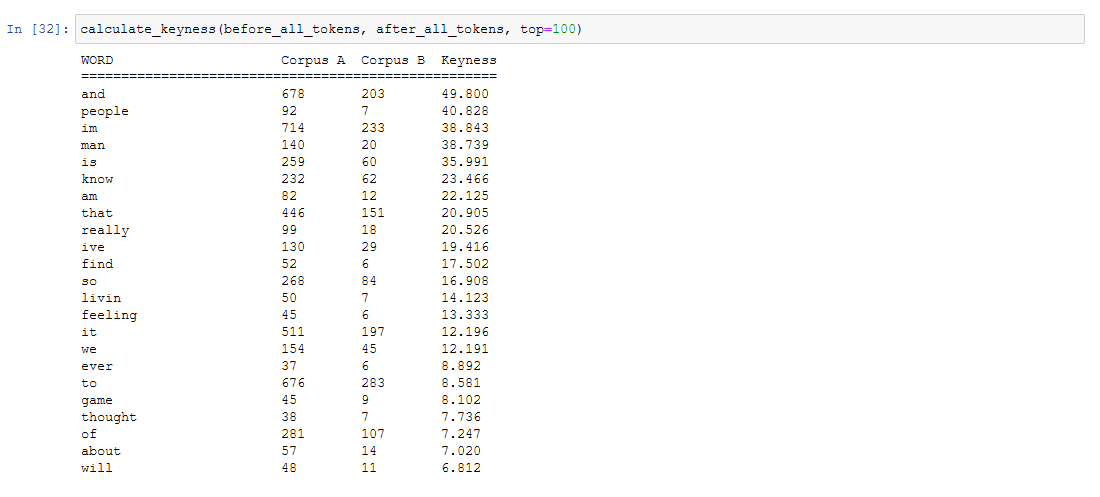 In [32]: calculate_keyness(before_all_tokens, after_all_tokens, top=100)
WORD Corpus A Corpus B Keyness
====================================================
and 678 203 49.800
people 92 7 40.828
im 714 233 38.843
man 140 20 38.739
is 259 60 35.991
know 232 62 23.466
am 82 12 22.125
that 446 151 20.905
really 99 18 20.526
ive 130 29 19.416
find 52 6 17.502
so 268 84 16.908
livin 50 7 14.123
feeling 45 6 13.333
it 511 197 12.196
we 154 45 12.191
ever 37 6 8.892
to 676 283 8.581
game 45 9 8.102
thought 38 7 7.736
of 281 107 7.247
about 57 14 7.020
will 48 11 6.812